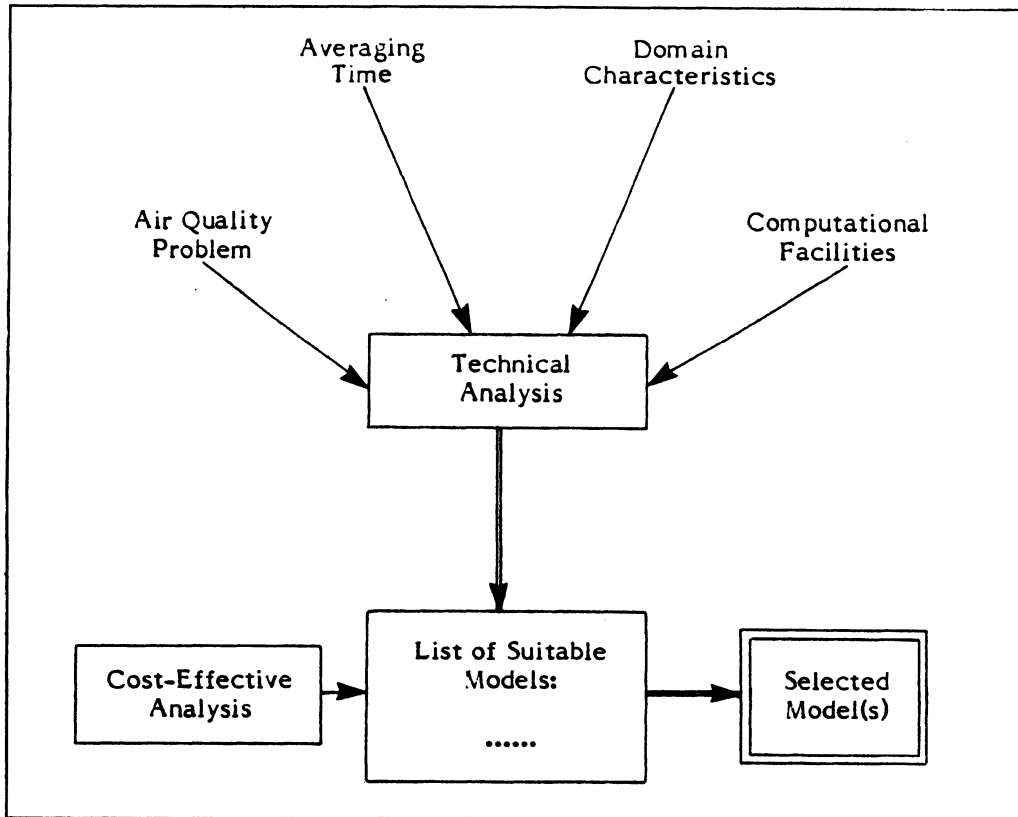 Averaging
Time
Domain
Characteristics
Air Quality
Problem
Computational
Facilities
Technical
Analysis
Cost-Effective
Analysis
List of Suitable
Models:
......
Selected
Model(s)